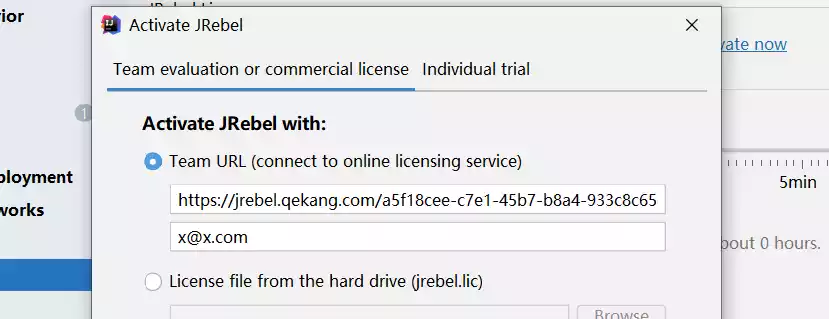 Activate JRebel
vior
vate now
Team evaluation or commercial license
Individual trial
1
Activate JRebel with:
Team URL (connect to online licensing service)
ployment
5min
https://jrebel.qekang.com/a5f18cee-c7e1-45b7-b8a4-933c8c65
works
x@x.com
bout 0 hours.
License file from the hard drive (jrebel.lic)
Browse